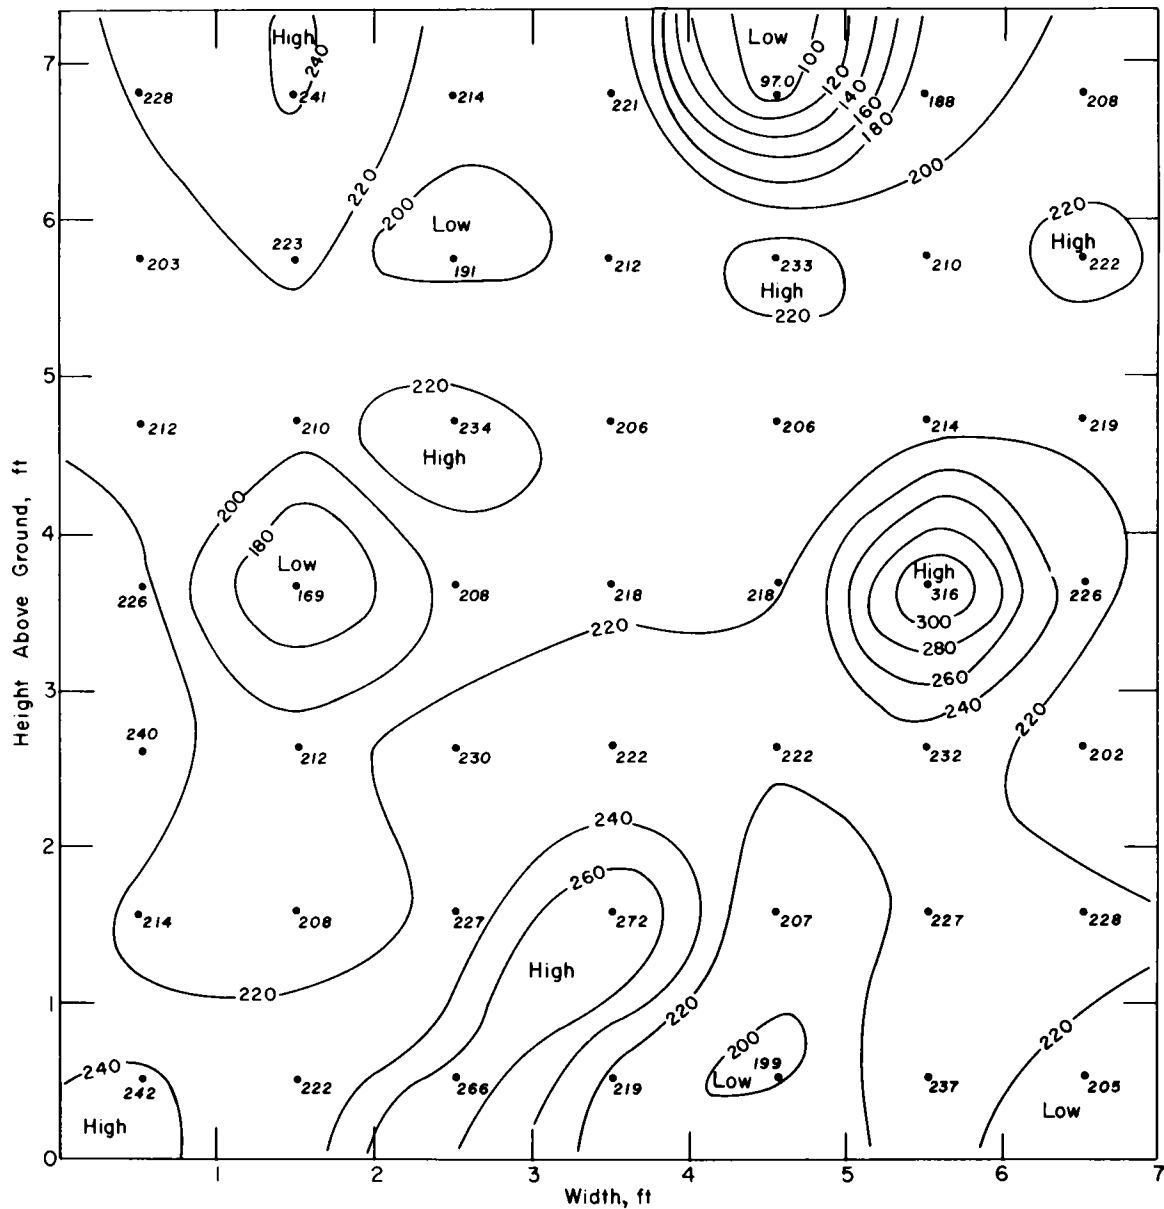 High Low
7 240 100
228 241 214 221 97.0 120 188 208
140
160
180
220 200
200 220
6 Low High
223
203 191 212 233 210 222
High
220
5 220
212 210 234 206 206 214 219
High
200
180
4
Low High
226 169 208 218 218 316 226
300
220 280
260
3 240
220
240
212 230 222 222 232 202
2 240
260
214 208 227 272 207 227 228
High
1 220 220
200 220
240 199
242 222 266 219 Low 237 205
High Low
0
1 2 3 4 5 6 7
Width, ft
Height Above Ground, ft